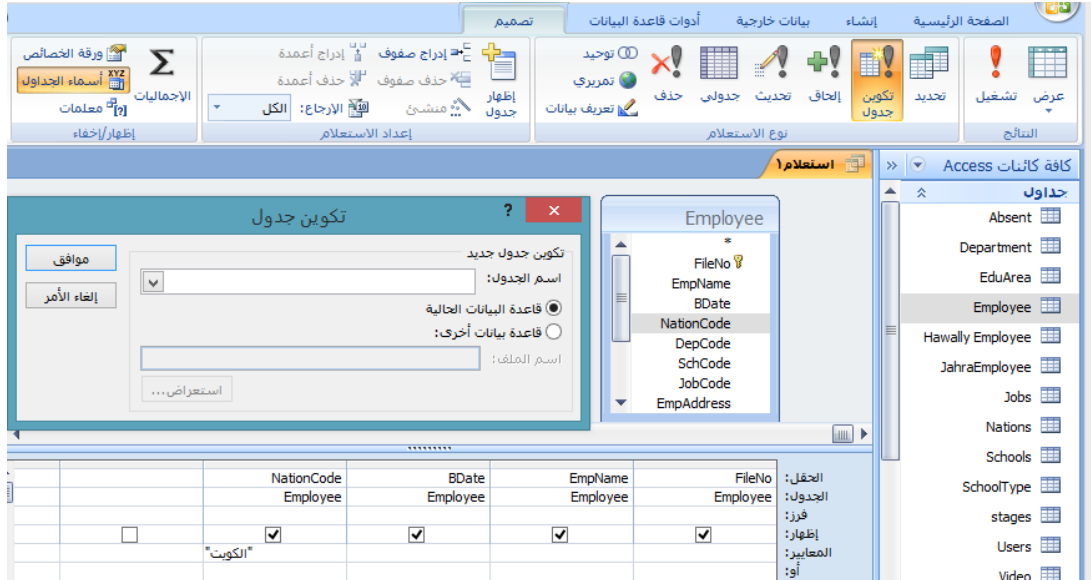 الصفحة الرئيسية إنشاء بيانات خارجية أدوات قاعدة البيانات تصميم
عرض تشغيل
النتائج
تحديد تكوين جدول إلحاق تحديث جدولي حذف
توحيد
تمريري
تعريف بيانات
نوع الاستعلام
إظهار جدول
إدراج صفوف إدراج أعمدة
حذف صفوف حذف أعمدة
منشئ الإرجاع: الكل
إعداد الاستعلام
الإجماليات
ورقة الخصائص
أسماء الجداول
معلمات
إظهار/إخفاء
كافة كائنات Access
جداول
Absent
Department
EduArea
Employee
Hawally Employee
JahraEmployee
Jobs
Nations
Schools
SchoolType
stages
Users
Video
استعلام١
Employee
*
FileNo
EmpName
BDate
NationCode
DepCode
SchCode
JobCode
EmpAddress
تكوين جدول
تكوين جدول جديد
اسم الجدول:
قاعدة البيانات الحالية
قاعدة بيانات أخرى:
اسم الملف:
استعراض...
موافق
إلغاء الأمر
الحقل: FileNo EmpName BDate NationCode
الجدول: Employee Employee Employee Employee
فرز:
إظهار:
المعايير: "الكويت"
أو: